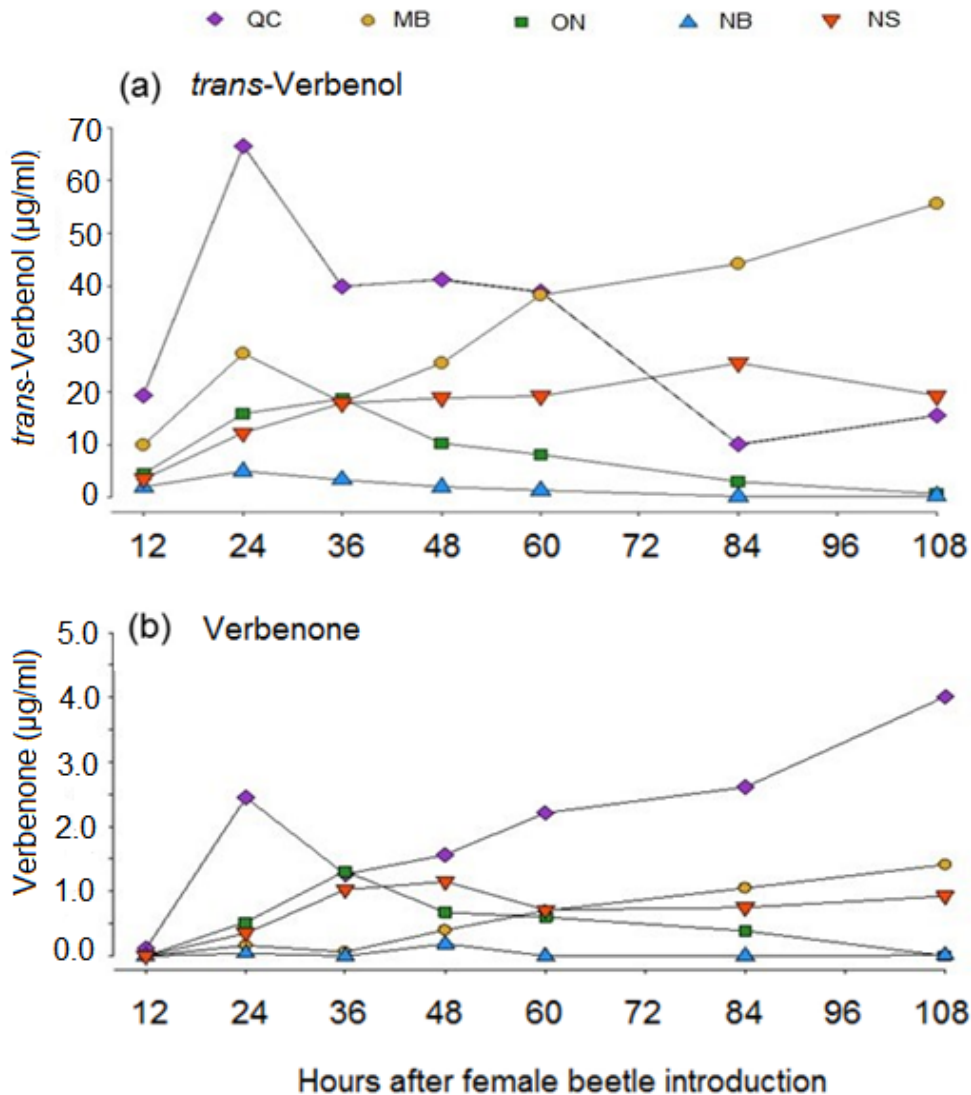 QC MB ON NB NS
(a) trans-Verbenol
trans-Verbenol (µg/ml)
70
60
50
40
30
20
10
0
12 24 36 48 60 72 84 96 108
(b) Verbenone
Verbenone (µg/ml)
5.0
4.0
3.0
2.0
1.0
0.0
12 24 36 48 60 72 84 96 108
Hours after female beetle introduction